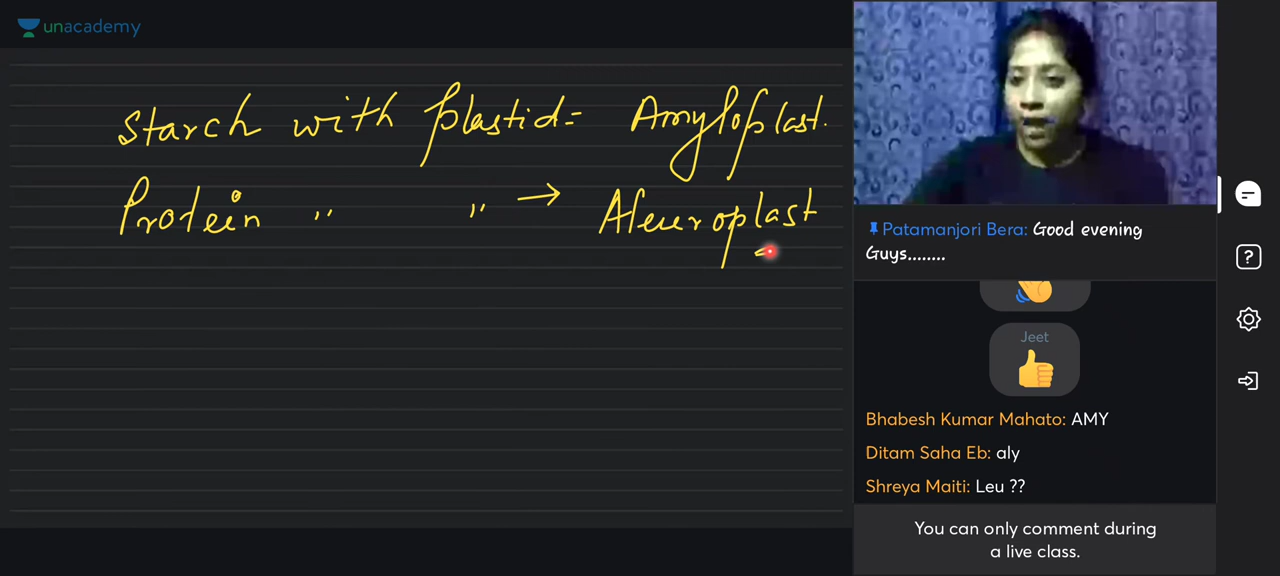 unacademy
Starch with plastid = Amyloplast.
Protein " " → Aleuroplast
Patamanjori Bera: Good evening
Guys........
Jeet
Bhabesh Kumar Mahato: AMY
Ditam Saha Eb: aly
Shreya Maiti: Leu ??
You can only comment during
a live class.